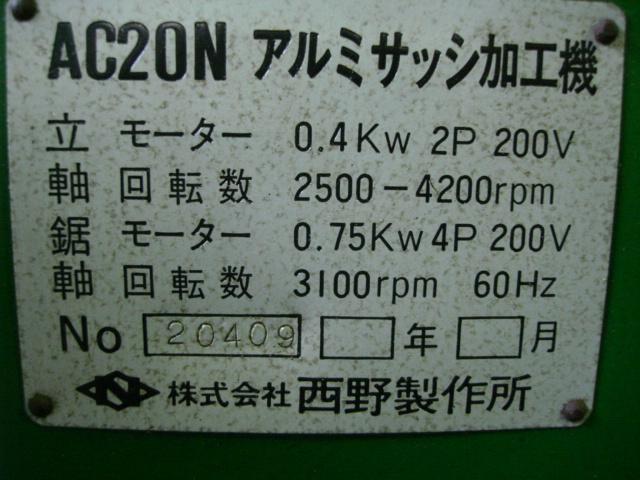 AC20N アルミサッシ加工機
立軸 モーター 0.4Kw 2P 200V
回転数 2500－4200rpm
鋸軸 モーター 0.75Kw 4P 200V
回転数 3100rpm 60Hz
No 20409 年 月
N 株式会社 西野製作所